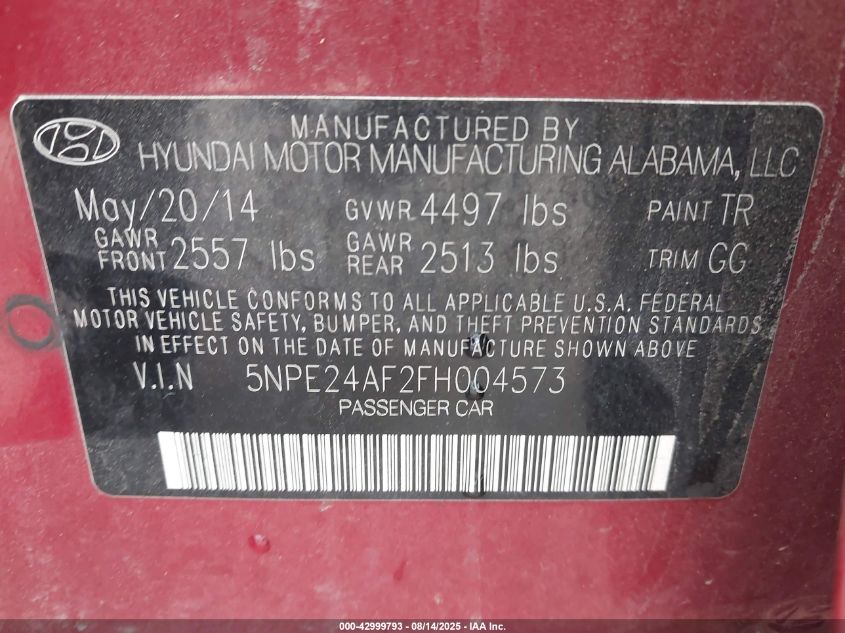 MANUFACTURED BY
HYUNDAI MOTOR MANUFACTURING ALABAMA, LLC
May/20/14 GVWR 4497 lbs PAINT TR
GAWR FRONT 2557 lbs GAWR REAR 2513 lbs TRIM GG
THIS VEHICLE CONFORMS TO ALL APPLICABLE U.S.A. FEDERAL
MOTOR VEHICLE SAFETY, BUMPER, AND THEFT PREVENTION STANDARDS
IN EFFECT ON THE DATE OF MANUFACTURE SHOWN ABOVE
V.I.N 5NPE24AF2FH004573
PASSENGER CAR
000-42999793 - 08/14/2025 - IAA Inc.